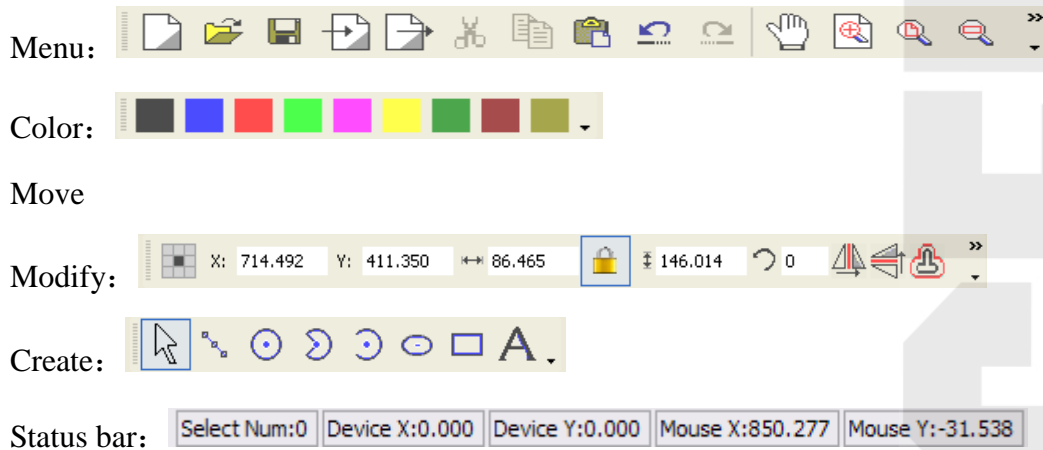 Menu：
Color：
Move
Modify： X: 714.492 Y: 411.350 86.465 146.014 0
Create： A
Status bar： Select Num:0 Device X:0.000 Device Y:0.000 Mouse X:850.277 Mouse Y:-31.538